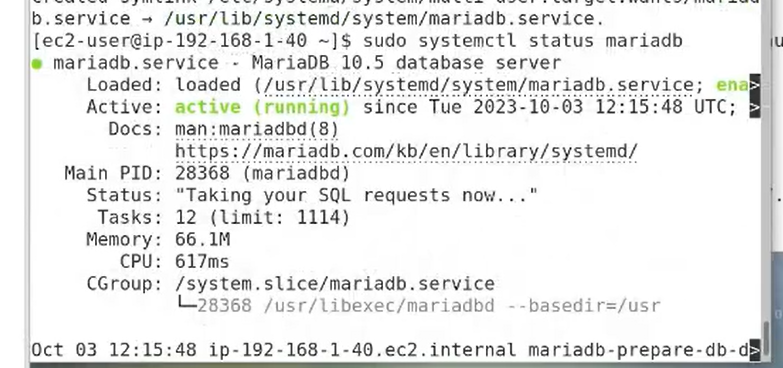 b.service → /usr/lib/systemd/system/mariadb.service.
[ec2-user@ip-192-168-1-40 ~]$ sudo systemctl status mariadb
● mariadb.service - MariaDB 10.5 database server
Loaded: loaded (/usr/lib/systemd/system/mariadb.service; ena>
Active: active (running) since Tue 2023-10-03 12:15:48 UTC; >
Docs: man:mariadbd(8)
https://mariadb.com/kb/en/library/systemd/
Main PID: 28368 (mariadbd)
Status: "Taking your SQL requests now..."
Tasks: 12 (limit: 1114)
Memory: 66.1M
CPU: 617ms
CGroup: /system.slice/mariadb.service
└─28368 /usr/libexec/mariadbd --basedir=/usr
Oct 03 12:15:48 ip-192-168-1-40.ec2.internal mariadb-prepare-db-d>